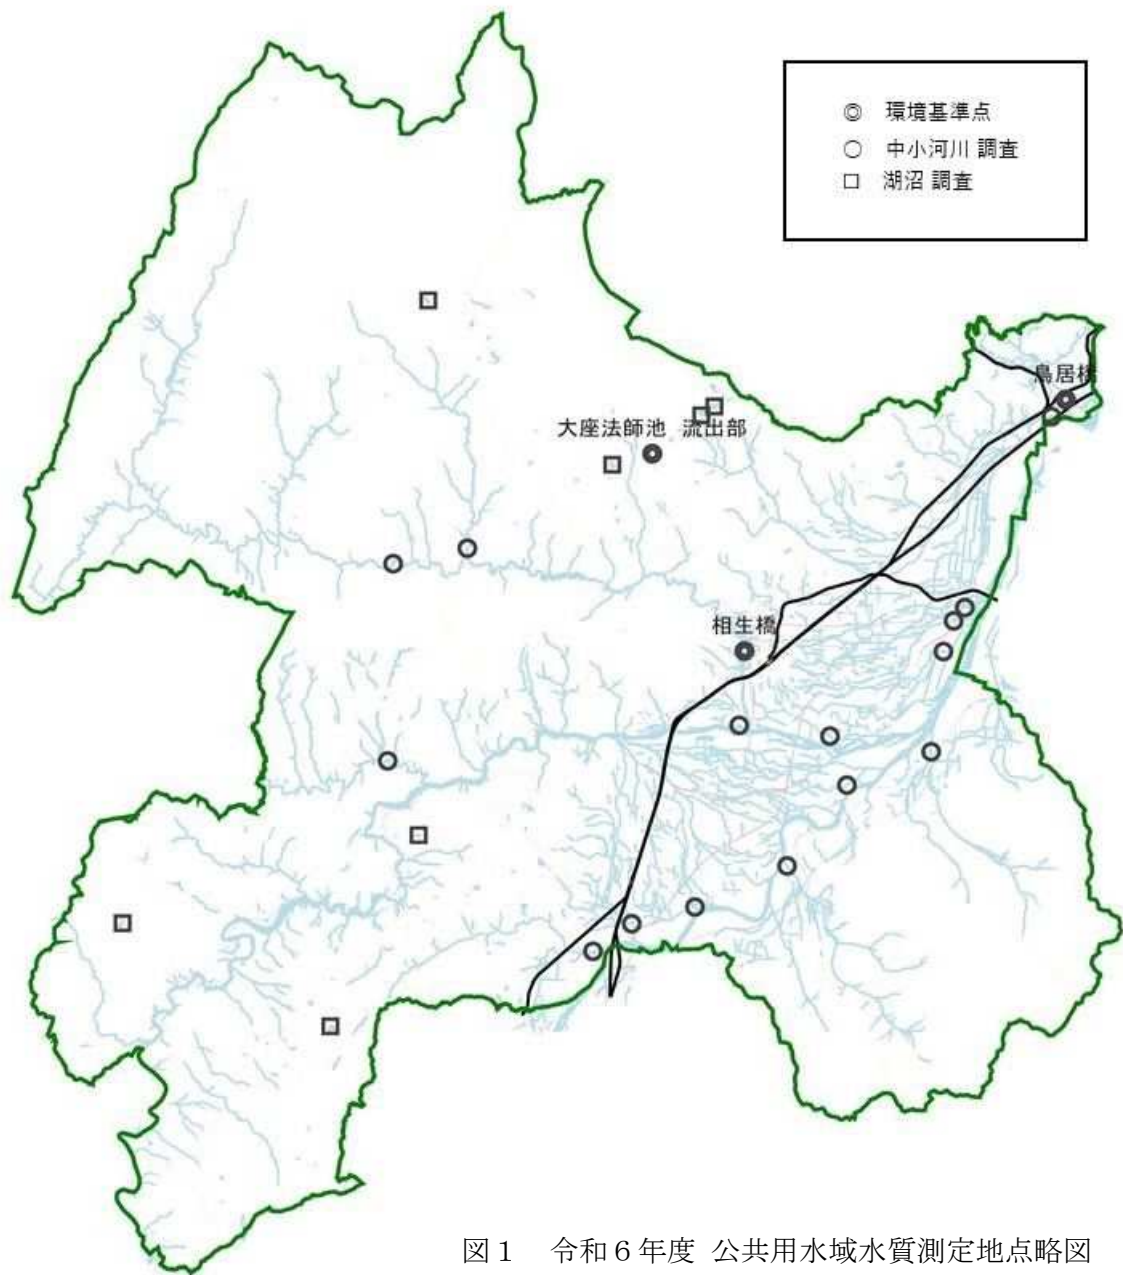 ◎ 環境基準点
○ 中小河川 調査
□ 湖沼 調査
鳥居橋
大座法師池 流出部
相生橋
図1 令和6年度 公共用水域水質測定地点略図